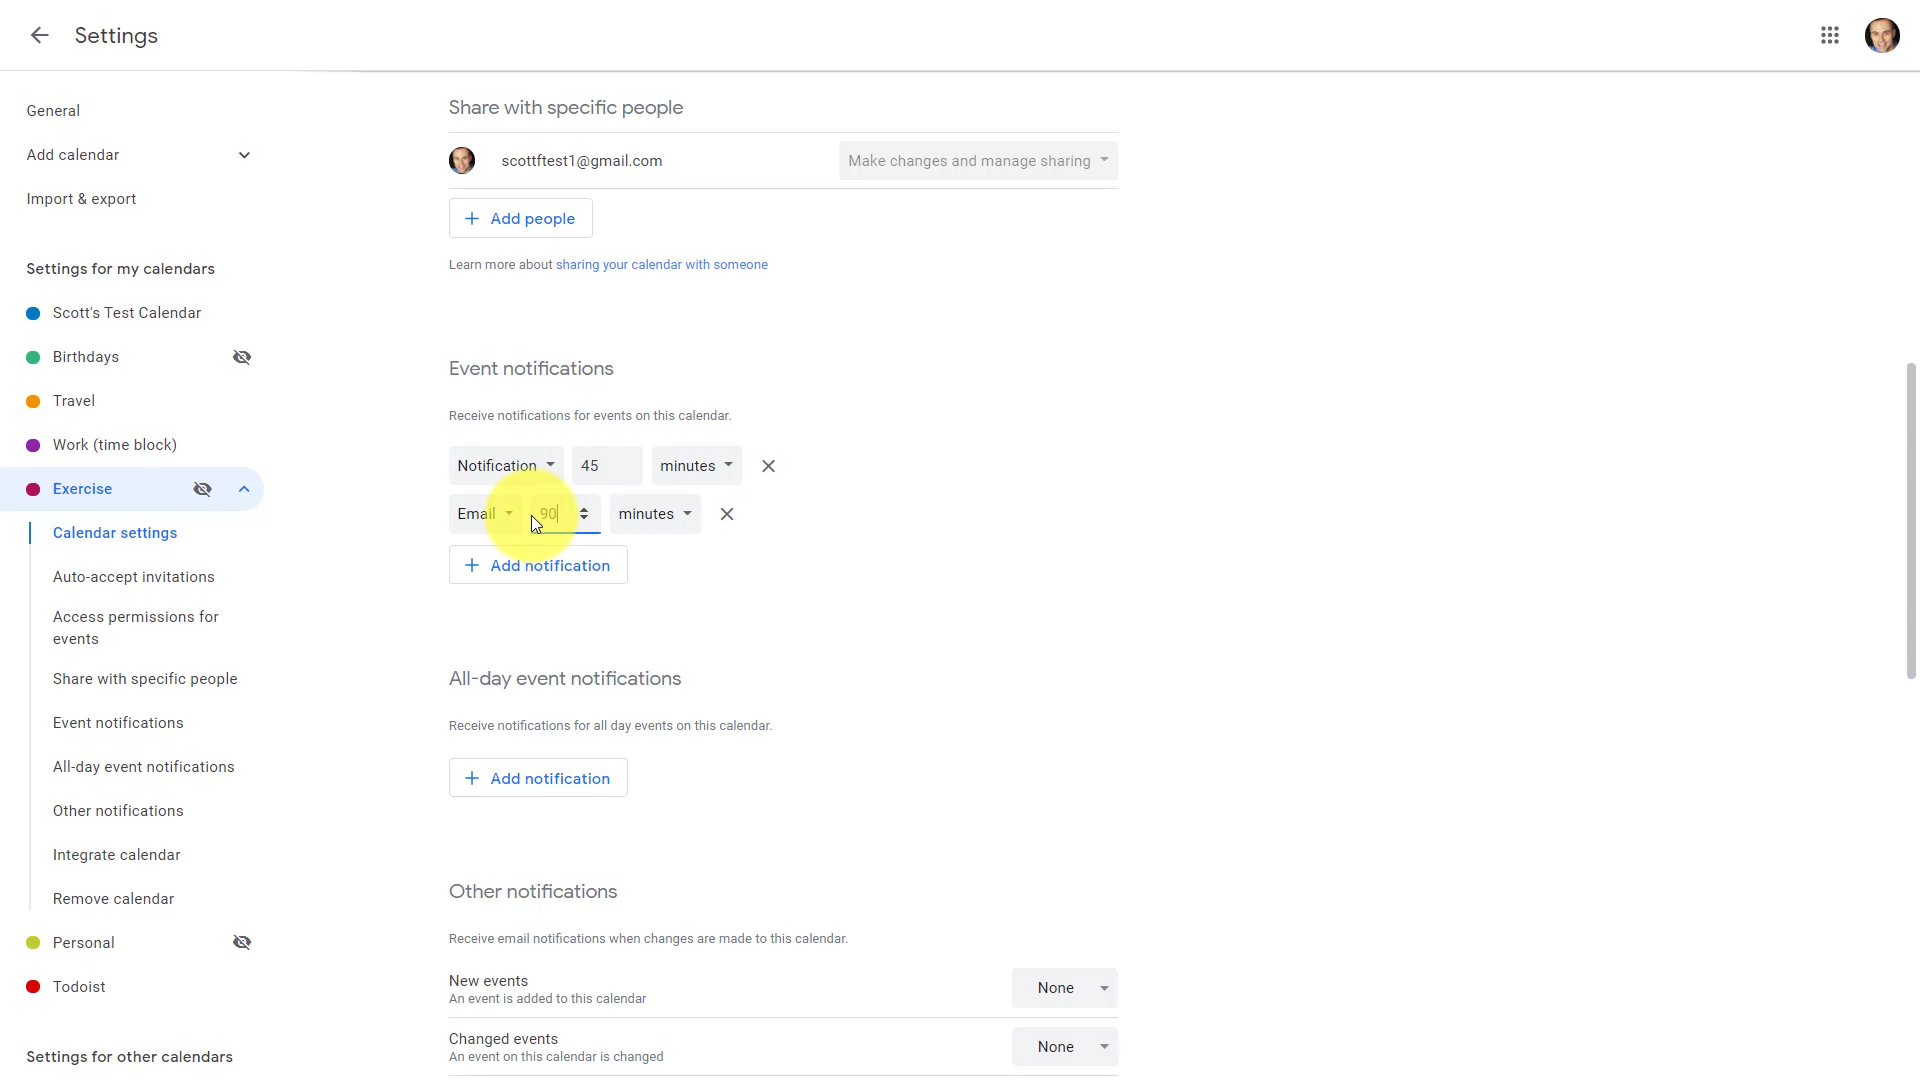 Settings
General
Add calendar
Import & export
Settings for my calendars
Scott's Test Calendar
Birthdays
Travel
Work (time block)
Exercise
Calendar settings
Auto-accept invitations
Access permissions for
events
Share with specific people
Event notifications
All-day event notifications
Other notifications
Integrate calendar
Remove calendar
Personal
Todoist
Settings for other calendars
Share with specific people
scottftest1@gmail.com Make changes and manage sharing
Add people
Learn more about sharing your calendar with someone
Event notifications
Receive notifications for events on this calendar.
Notification 45 minutes
Email 90 minutes
Add notification
All-day event notifications
Receive notifications for all day events on this calendar.
Add notification
Other notifications
Receive email notifications when changes are made to this calendar.
New events None
An event is added to this calendar
Changed events None
An event on this calendar is changed